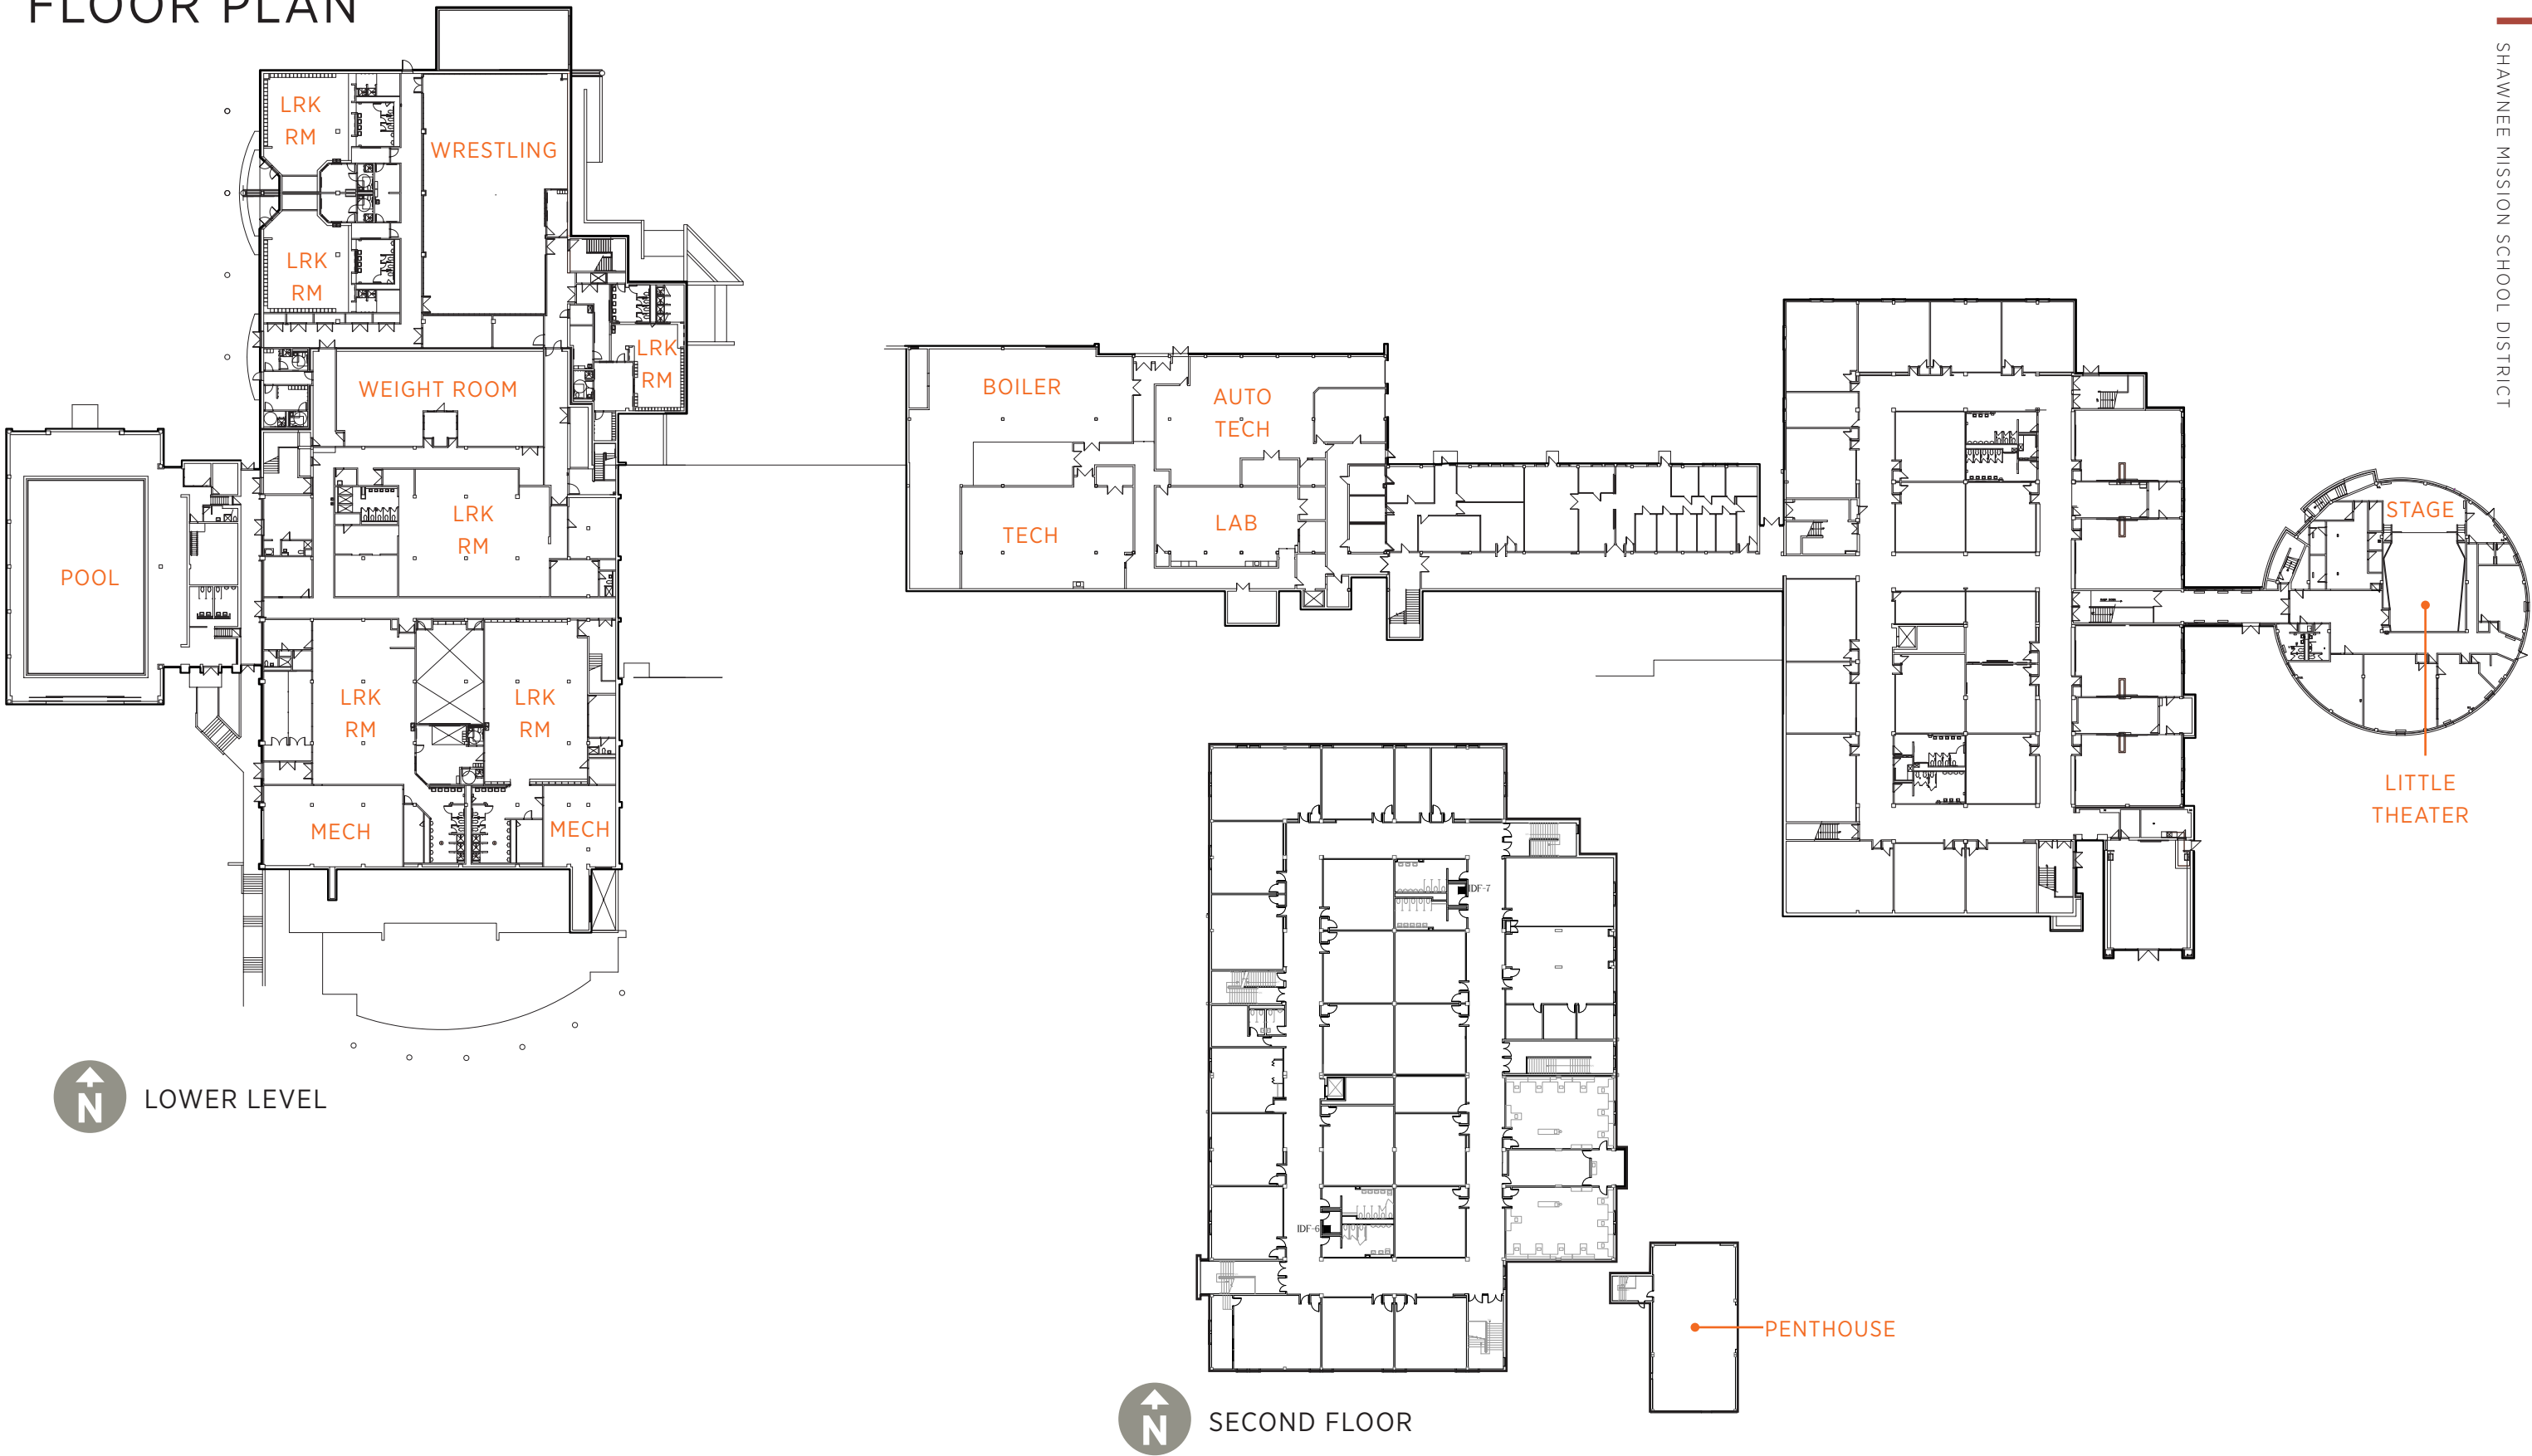 FLOOR PLAN
SHAWNEE MISSION SCHOOL DISTRICT
LRK
RM
WRESTLING
LRK
RM
LRK
RM
WEIGHT ROOM
BOILER
AUTO
TECH
LRK
RM
TECH
LAB
STAGE
POOL
LRK
RM
LRK
RM
MECH
MECH
LITTLE
THEATER
IDF-7
IDF-6
LOWER LEVEL
PENTHOUSE
SECOND FLOOR
N
N